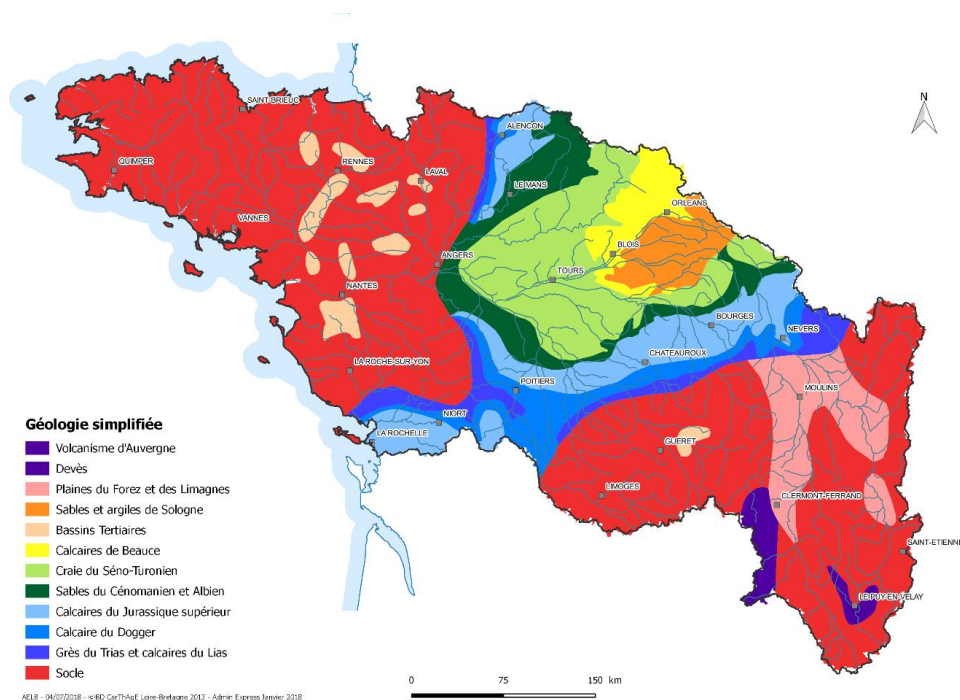 N
SAINT-BRIEUC
ALENCON
QUIMPER
RENNES
LAVAL
LE MANS
ORLEANS
VANNES
BLOIS
ANGERS
TOURS
NANTES
BOURGES
NEVERS
CHATEAUROUX
LA ROCHE-SUR-YON
POITIERS
MOULINS
NIORT
LA ROCHELLE
GUERET
LIMOGES
CLERMONT-FERRAND
SAINT-ETIENNE
LE PUY-EN-VELAY
Géologie simplifiée
Volcanisme d'Auvergne
Devès
Plaines du Forez et des Limagnes
Sables et argiles de Sologne
Bassins Tertiaires
Calcaires de Beauce
Craie du Séno-Turonien
Sables du Cénomanien et Albien
Calcaires du Jurassique supérieur
Calcaire du Dogger
Grès du Trias et calcaires du Lias
Socle
0 75 150 km
AELB - 04/07/2018 - BD CarThAgE Loire-Bretagne 2013 - Admin Express Janvier 2018